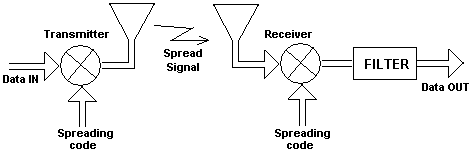 Transmitter
Data IN
Spreading
code
Spread
Signal
Receiver
Spreading
code
FILTER
Data OUT